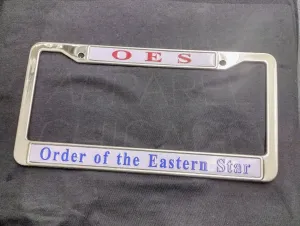 O E S
Order of the Eastern Star